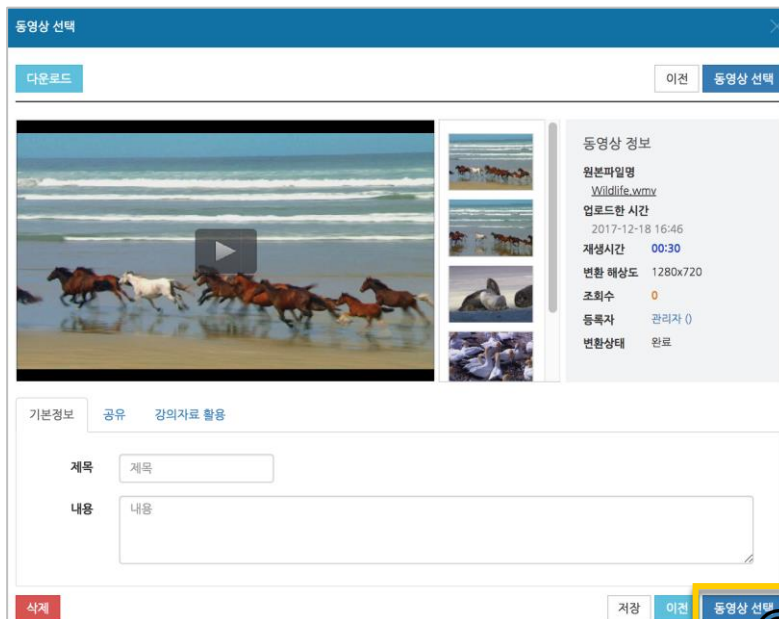 동영상 선택
다운로드
이전
동영상 선택
동영상 정보
원본파일명
Wildlife.wmv
업로드한 시간
2017-12-18 16:46
재생시간 00:30
변환 해상도 1280x720
조회수 0
등록자 관리자 ()
변환상태 완료
기본정보 공유 강의자료 활용
제목 제목
내용 내용
삭제
저장 이전 동영상 선택